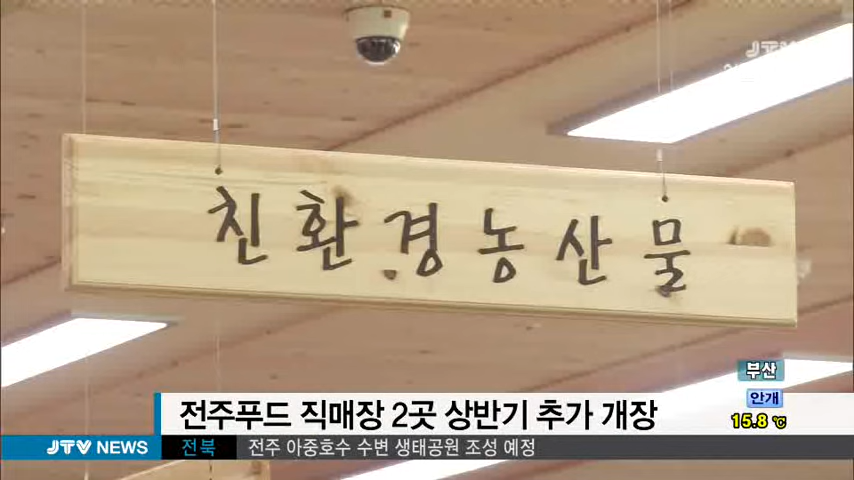 JTV
친환경농산물
부산
안개
15.8 ℃
전주푸드 직매장 2곳 상반기 추가 개장
JTV NEWS 전북 전주 아중호수 수변 생태공원 조성 예정